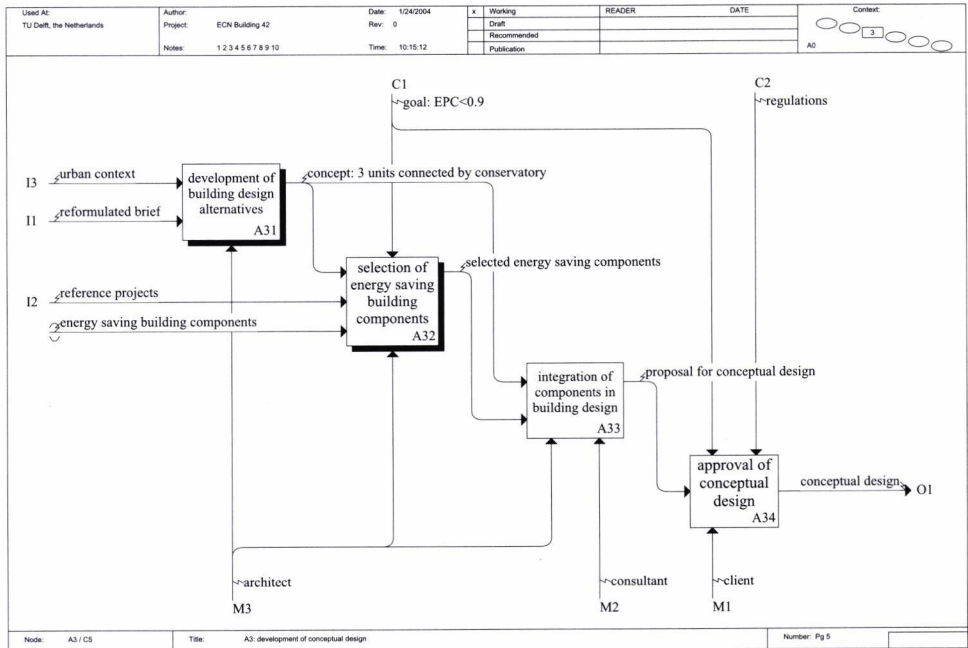 Used At:
TU Delft, the Netherlands
Author:
Project: ECN Building 42
Notes: 1 2 3 4 5 6 7 8 9 10
Date: 1/24/2004
Rev: 0
Time: 10:15:12
x Working
Draft
Recommended
Publication
READER DATE
Context:
3
A0
C1
goal: EPC<0.9
C2
regulations
I3 urban context
I1 reformulated brief
development of
building design
alternatives
A31
concept: 3 units connected by conservatory
I2 reference projects
energy saving building components
selection of
energy saving
building
components
A32
selected energy saving components
integration of
components in
building design
A33
proposal for conceptual design
approval of
conceptual
design
A34
conceptual design O1
architect
M3
consultant
M2
client
M1
Node: A3 / C5
Title: A3: development of conceptual design
Number: Pg 5